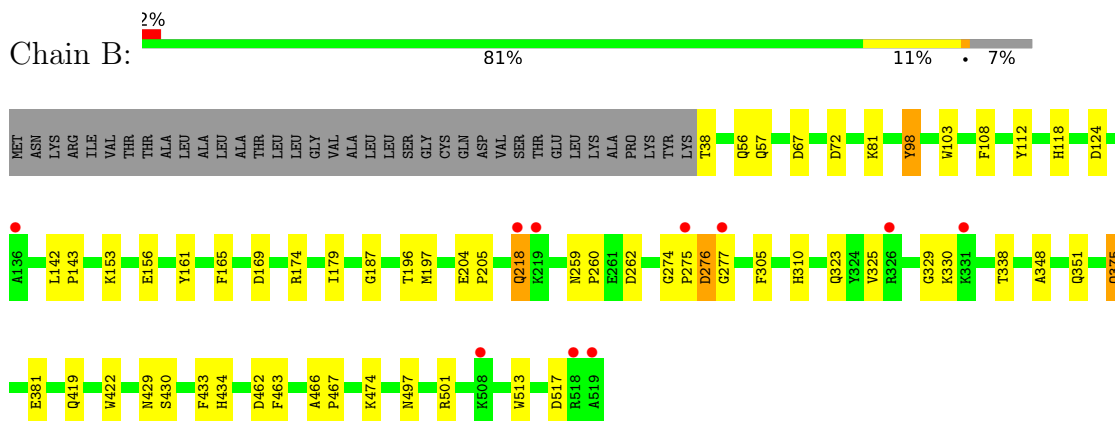 2%
Chain B:
81% 11% • 7%
MET ASN LYS ARG ILE VAL THR THR ALA LEU ALA LEU ALA THR LEU LEU GLY VAL ALA LEU LEU SER GLY CYS GLN ASP VAL SER THR GLU LEU LEU LYS ALA PRO LYS TYR LYS T38 Q56 Q57 D67 D72 K81 Y98 W103 F108 Y112 H118 D124
A136 L142 P143 K153 E156 Y161 F165 D169 R174 I179 G187 T196 M197 E204 P205 Q218 K219 N259 P260 E261 D262 G274 P275 D276 G277 F305 H310 Q323 Y324 V325 R326 G329 K330 K331 T338 A348 Q351
E381 Q419 W422 N429 S430 F433 H434 D462 F463 A466 P467 K474 N497 R501 K508 W513 D517 R518 A519